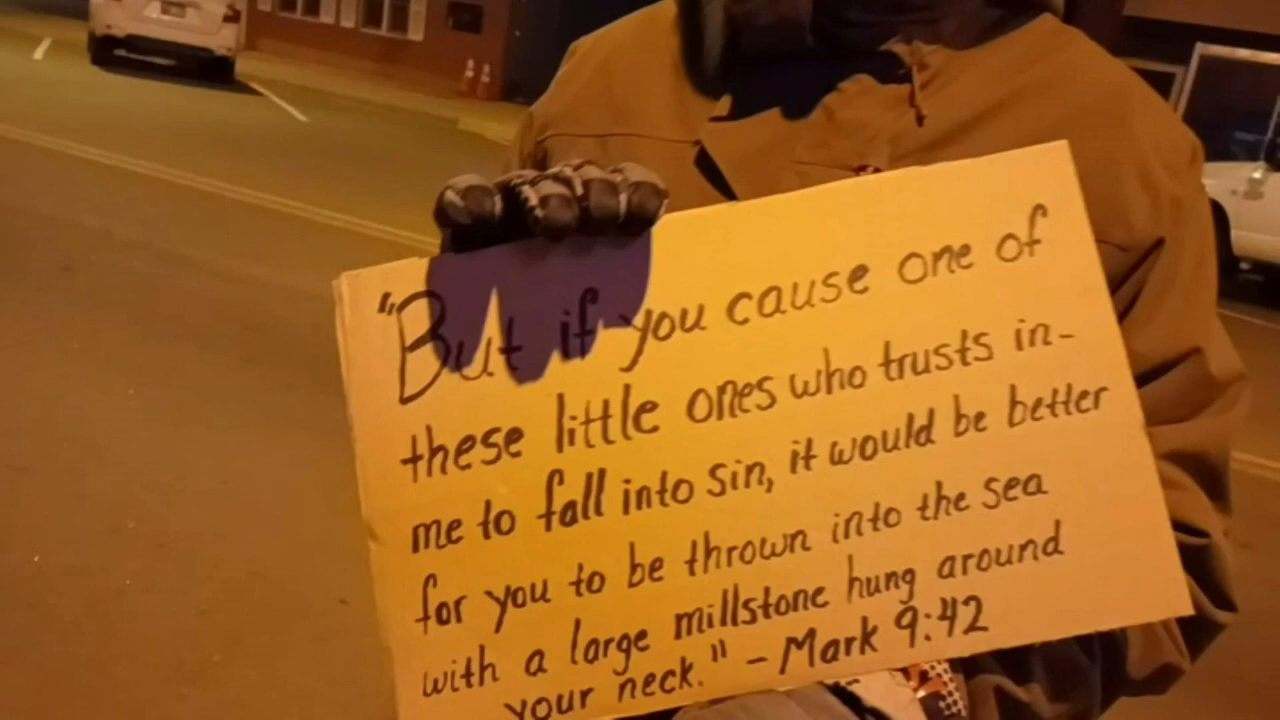 "But if you cause one of
these little ones who trusts in-
me to fall into sin, it would be better
for you to be thrown into the sea
with a large millstone hung around
your neck." - Mark 9:42